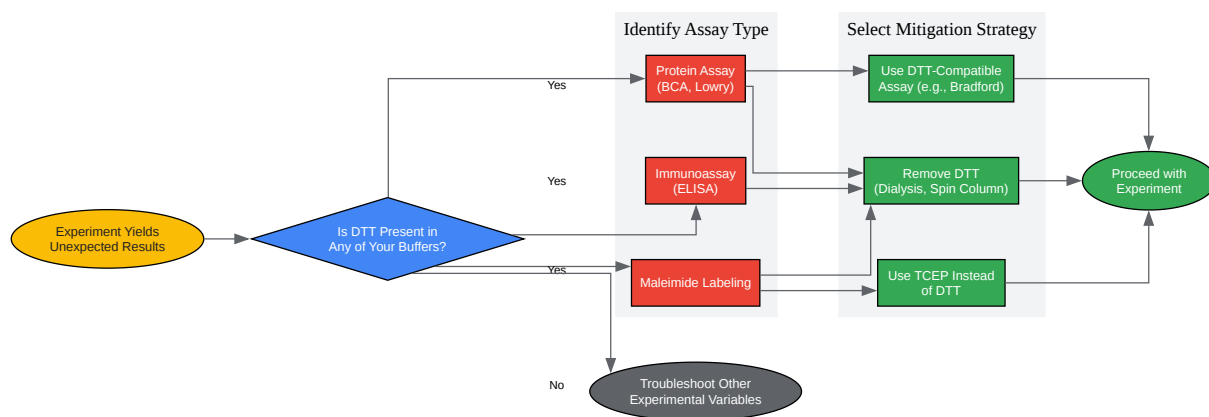 Identify Assay Type
Select Mitigation Strategy
Protein Assay
(BCA, Lowry)
Use DTT-Compatible
Assay (e.g., Bradford)
Yes
Immunoassay
(ELISA)
Remove DTT
(Dialysis, Spin Column)
Proceed with
Experiment
Yes
Experiment Yields
Unexpected Results
Is DTT Present in
Any of Your Buffers?
Yes
Maleimide Labeling
Use TCEP Instead
of DTT
No
Troubleshoot Other
Experimental Variables